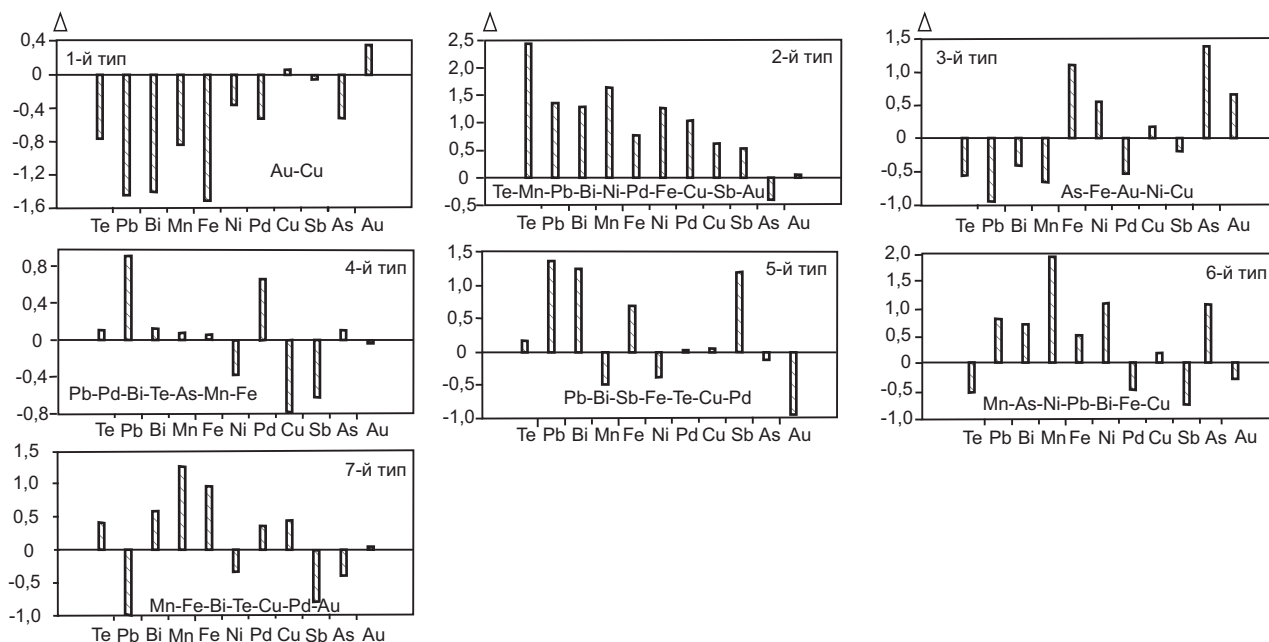 Δ
0,4
0
-0,4
-0,8
-1,2
-1,6
1-й тип
Au-Cu
Te Pb Bi Mn Fe Ni Pd Cu Sb As Au
Δ
2,5
2,0
1,5
1,0
0,5
0
-0,5
2-й тип
Te-Mn-Pb-Bi-Ni-Pd-Fe-Cu-Sb-Au
Te Pb Bi Mn Fe Ni Pd Cu Sb As Au
Δ
1,5
1,0
0,5
0
-0,5
-1,0
3-й тип
As-Fe-Au-Ni-Cu
Te Pb Bi Mn Fe Ni Pd Cu Sb As Au
0,8
0,4
0
-0,4
-0,8
4-й тип
Pb-Pd-Bi-Te-As-Mn-Fe
Te Pb Bi Mn Fe Ni Pd Cu Sb As Au
1,5
1,0
0,5
0
-0,5
-1,0
5-й тип
Pb-Bi-Sb-Fe-Te-Cu-Pd
Te Pb Bi Mn Fe Ni Pd Cu Sb As Au
2,0
1,5
1,0
0,5
0
-0,5
-1,0
6-й тип
Mn-As-Ni-Pb-Bi-Fe-Cu
Te Pb Bi Mn Fe Ni Pd Cu Sb As Au
1,5
1,0
0,5
0
-0,5
-1,0
7-й тип
Mn-Fe-Bi-Te-Cu-Pd-Au
Te Pb Bi Mn Fe Ni Pd Cu Sb As Au